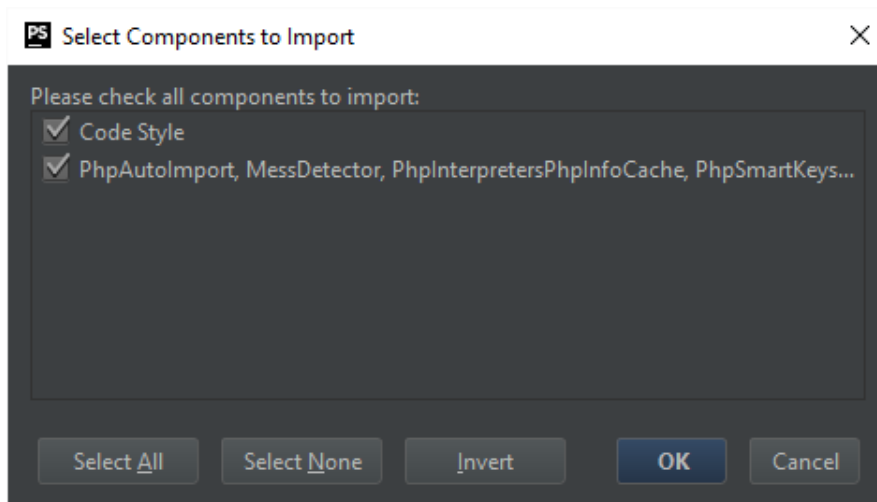 PS Select Components to Import
Please check all components to import:
Code Style
PhpAutoImport, MessDetector, PhpInterpretersPhpInfoCache, PhpSmartKeys...
Select All Select None Invert OK Cancel